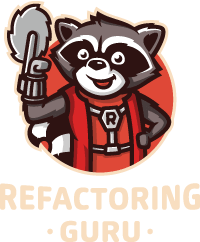 R
REFACTORING
· GURU ·